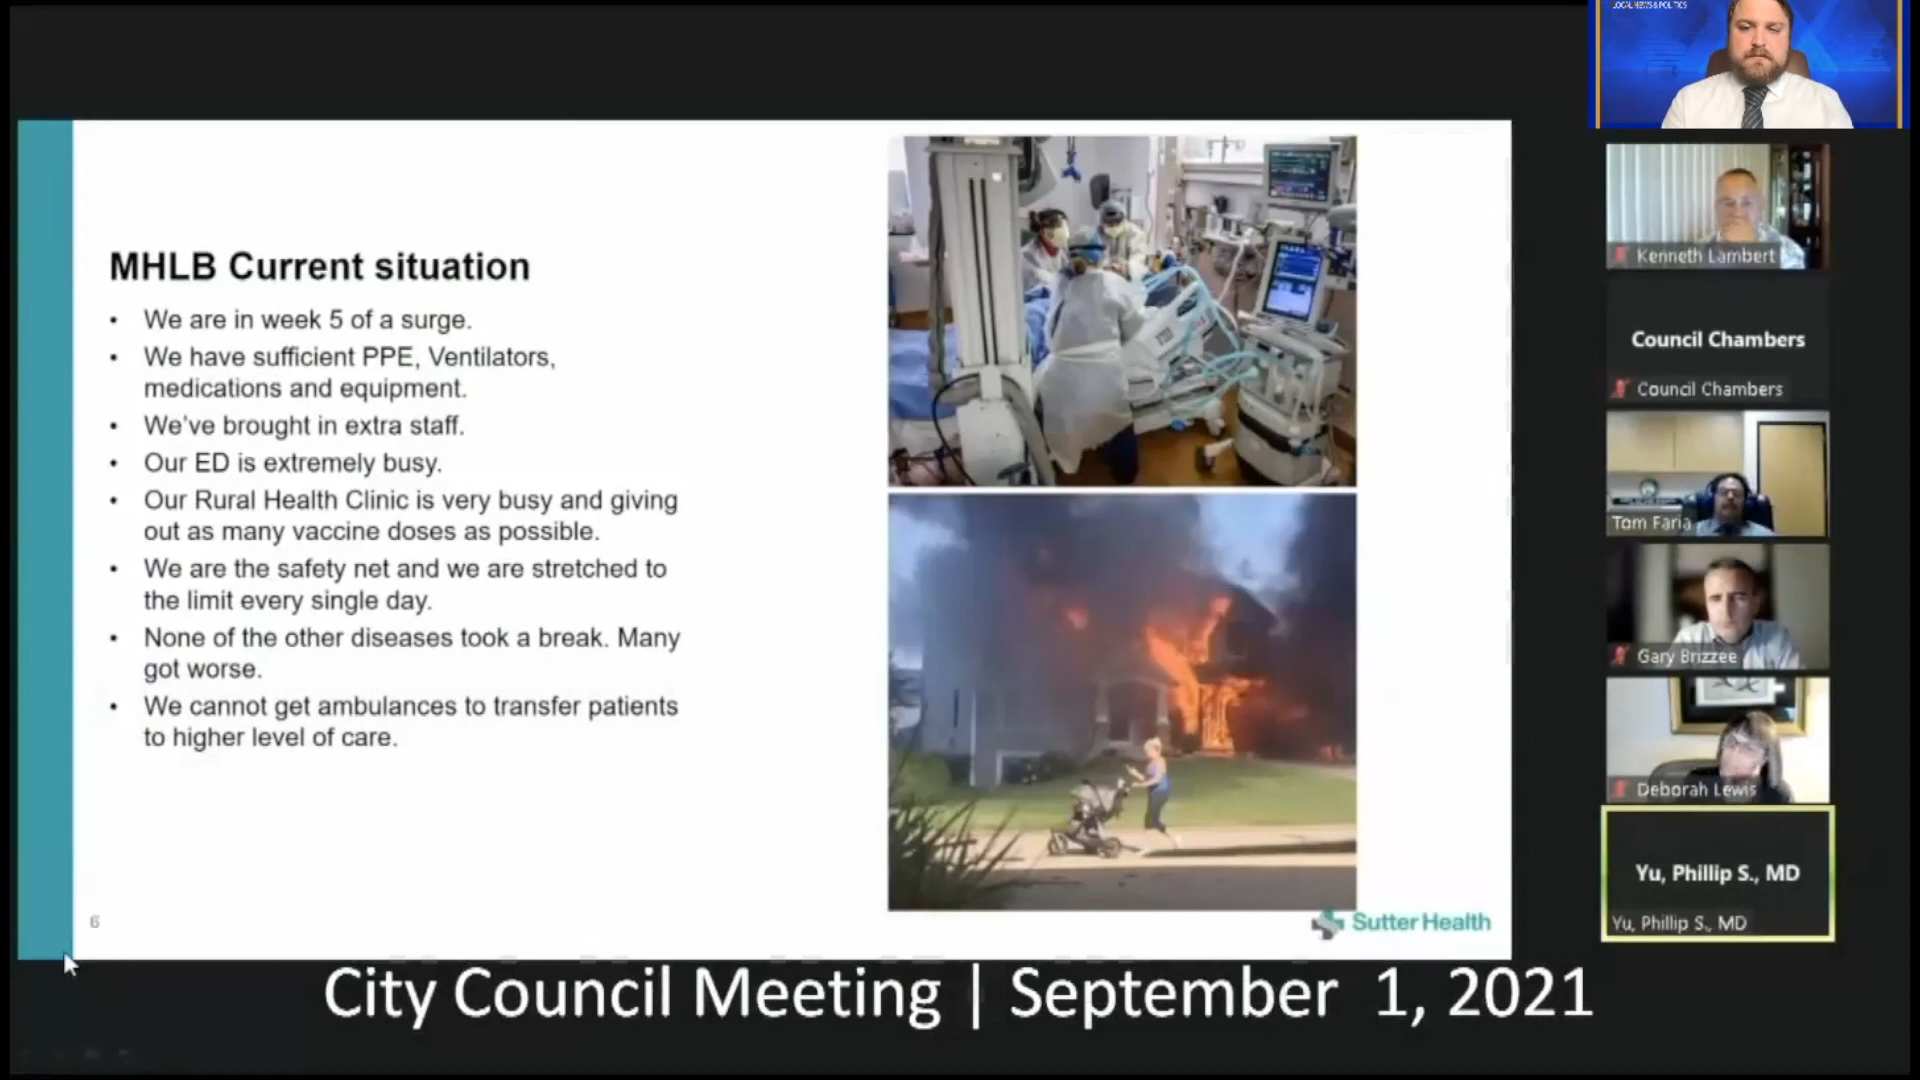 LOCAL NEWS & POLITICS
MHLB Current situation
• We are in week 5 of a surge.
• We have sufficient PPE, Ventilators,
medications and equipment.
• We've brought in extra staff.
• Our ED is extremely busy.
• Our Rural Health Clinic is very busy and giving
out as many vaccine doses as possible.
• We are the safety net and we are stretched to
the limit every single day.
• None of the other diseases took a break. Many
got worse.
• We cannot get ambulances to transfer patients
to higher level of care.
6
Sutter Health
Kenneth Lambert
Council Chambers
Council Chambers
Tom Faria
Gary Brizzee
Deborah Lewis
Yu, Phillip S., MD
Yu, Phillip S., MD
City Council Meeting | September 1, 2021